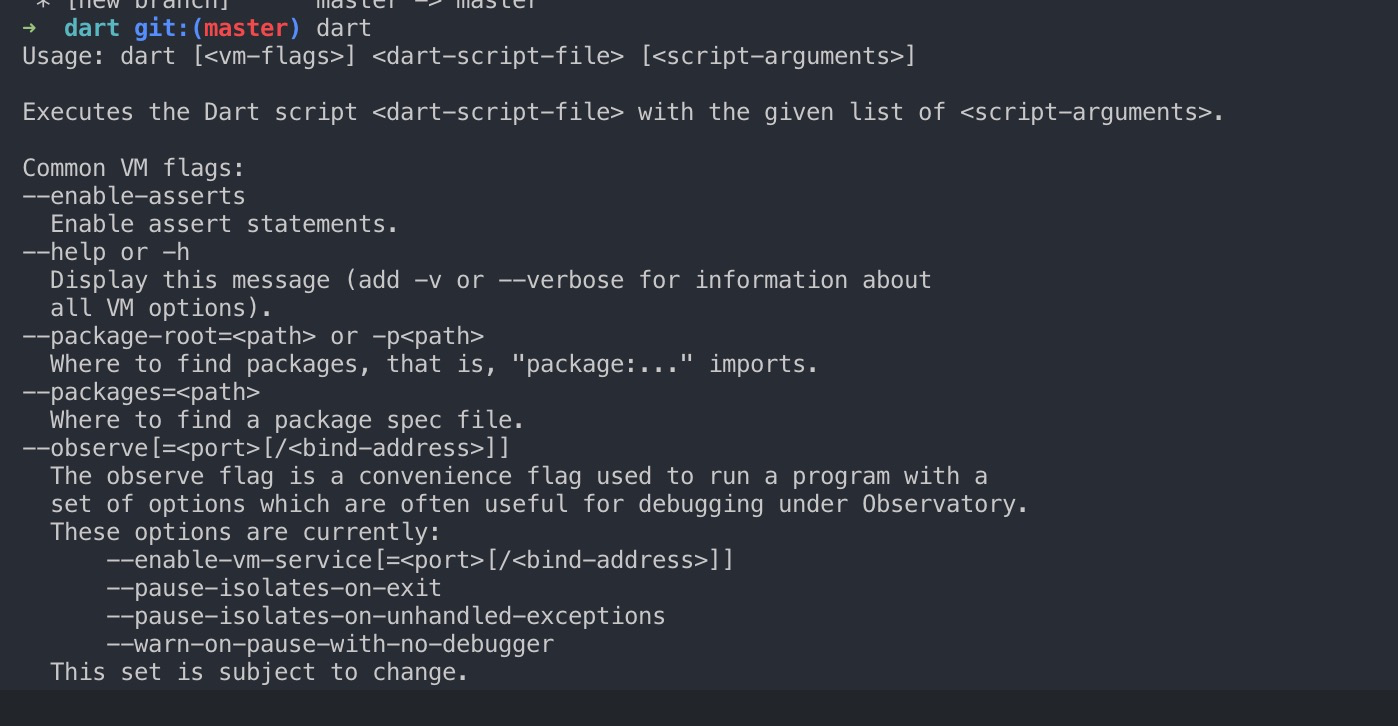 * [new branch]      master -> master
→  dart git:(master) dart
Usage: dart [<vm-flags>] <dart-script-file> [<script-arguments>]

Executes the Dart script <dart-script-file> with the given list of <script-arguments>.

Common VM flags:
--enable-asserts
  Enable assert statements.
--help or -h
  Display this message (add -v or --verbose for information about
  all VM options).
--package-root=<path> or -p<path>
  Where to find packages, that is, "package:..." imports.
--packages=<path>
  Where to find a package spec file.
--observe[=<port>[/<bind-address>]]
  The observe flag is a convenience flag used to run a program with a
  set of options which are often useful for debugging under Observatory.
  These options are currently:
      --enable-vm-service[=<port>[/<bind-address>]]
      --pause-isolates-on-exit
      --pause-isolates-on-unhandled-exceptions
      --warn-on-pause-with-no-debugger
  This set is subject to change.